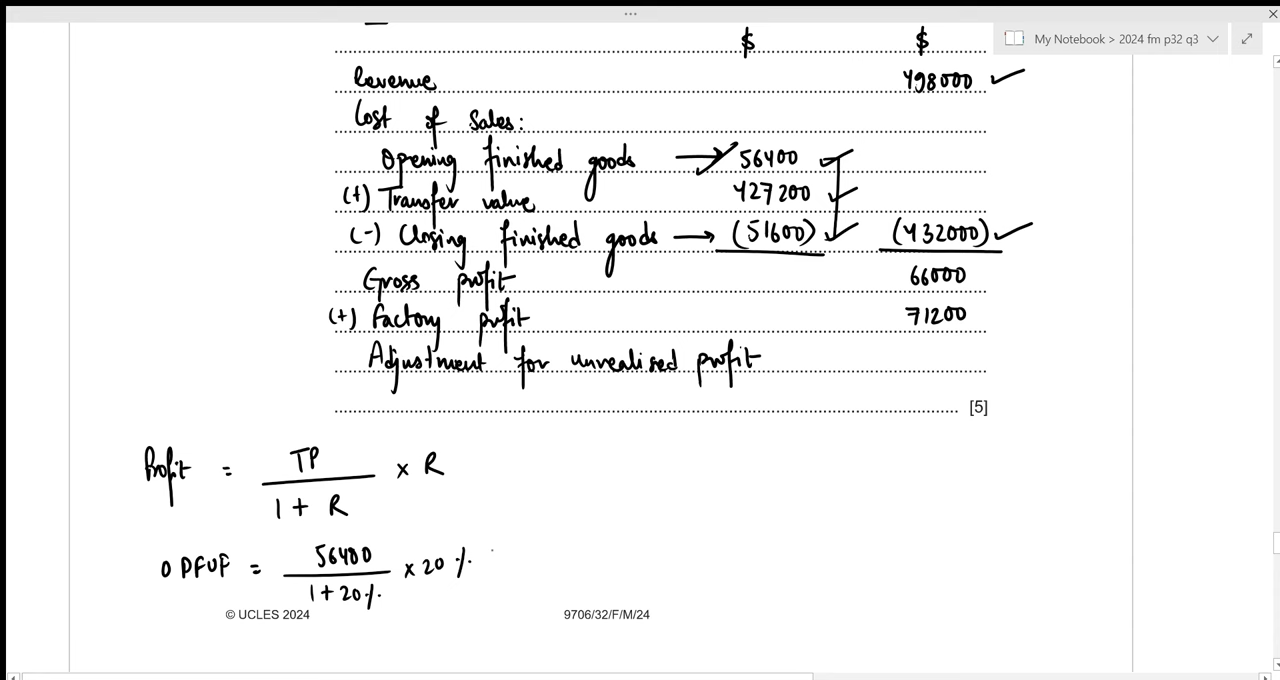 My Notebook > 2024 fm p32 q3
$ $
Revenue 498000
Cost of Sales:
Opening finished goods → 56400
(+) Transfer value 427200
(-) Closing finished goods → (51600) (432000)
Gross profit 66000
(+) Factory profit 71200
Adjustment for unrealised profit
[5]
Profit = TP / 1 + R × R
O PFUP = 56400 / 1 + 20% × 20%
© UCLES 2024 9706/32/F/M/24